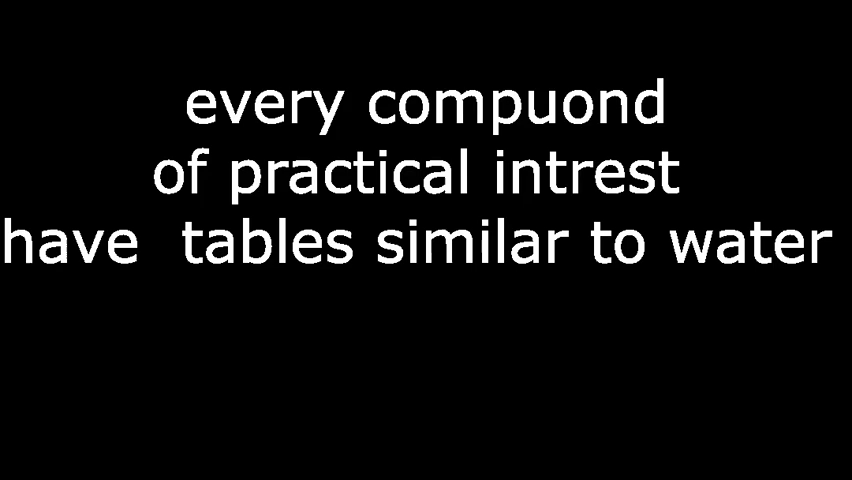 every compuond
of practical intrest
have  tables similar to water